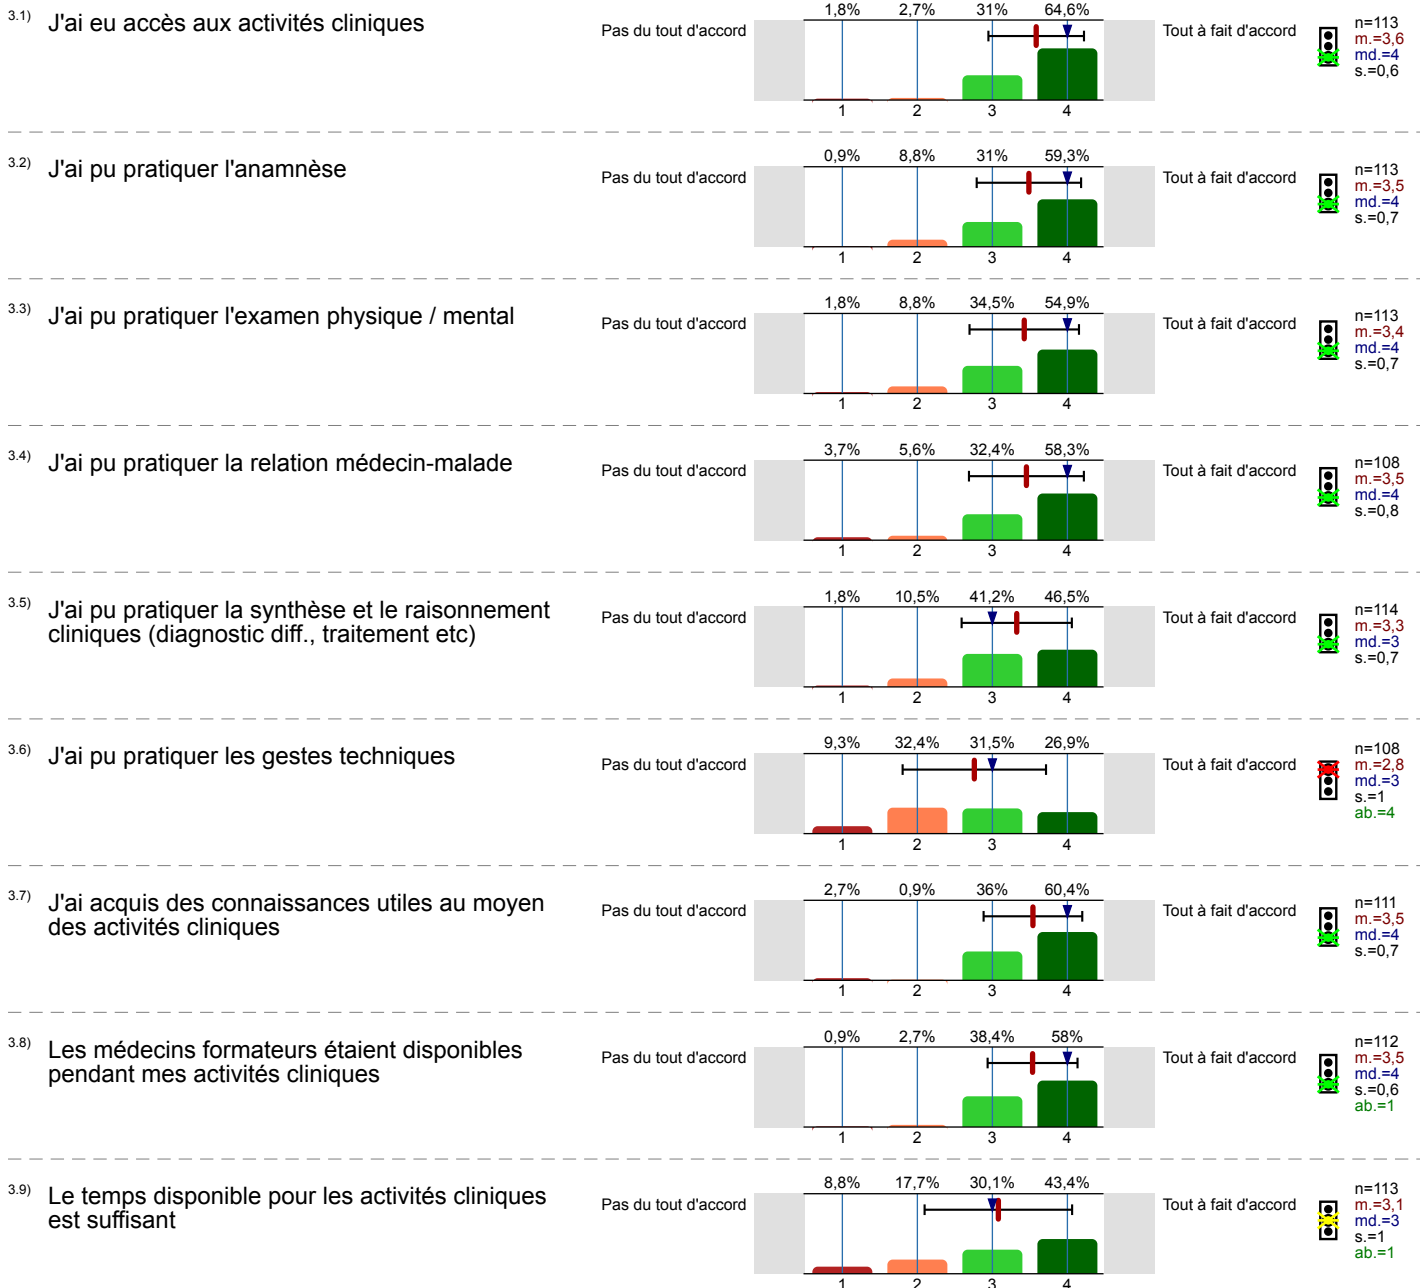 3.1) J'ai eu accès aux activités cliniques
Pas du tout d'accord
1,8% 2,7% 31% 64,6%
1 2 3 4
Tout à fait d'accord
n=113
m.=3,6
md.=4
s.=0,6
3.2) J'ai pu pratiquer l'anamnèse
Pas du tout d'accord
0,9% 8,8% 31% 59,3%
1 2 3 4
Tout à fait d'accord
n=113
m.=3,5
md.=4
s.=0,7
3.3) J'ai pu pratiquer l'examen physique / mental
Pas du tout d'accord
1,8% 8,8% 34,5% 54,9%
1 2 3 4
Tout à fait d'accord
n=113
m.=3,4
md.=4
s.=0,7
3.4) J'ai pu pratiquer la relation médecin-malade
Pas du tout d'accord
3,7% 5,6% 32,4% 58,3%
1 2 3 4
Tout à fait d'accord
n=108
m.=3,5
md.=4
s.=0,8
3.5) J'ai pu pratiquer la synthèse et le raisonnement
cliniques (diagnostic diff., traitement etc)
Pas du tout d'accord
1,8% 10,5% 41,2% 46,5%
1 2 3 4
Tout à fait d'accord
n=114
m.=3,3
md.=3
s.=0,7
3.6) J'ai pu pratiquer les gestes techniques
Pas du tout d'accord
9,3% 32,4% 31,5% 26,9%
1 2 3 4
Tout à fait d'accord
n=108
m.=2,8
md.=3
s.=1
ab.=4
3.7) J'ai acquis des connaissances utiles au moyen
des activités cliniques
Pas du tout d'accord
2,7% 0,9% 36% 60,4%
1 2 3 4
Tout à fait d'accord
n=111
m.=3,5
md.=4
s.=0,7
3.8) Les médecins formateurs étaient disponibles
pendant mes activités cliniques
Pas du tout d'accord
0,9% 2,7% 38,4% 58%
1 2 3 4
Tout à fait d'accord
n=112
m.=3,5
md.=4
s.=0,6
ab.=1
3.9) Le temps disponible pour les activités cliniques
est suffisant
Pas du tout d'accord
8,8% 17,7% 30,1% 43,4%
1 2 3 4
Tout à fait d'accord
n=113
m.=3,1
md.=3
s.=1
ab.=1